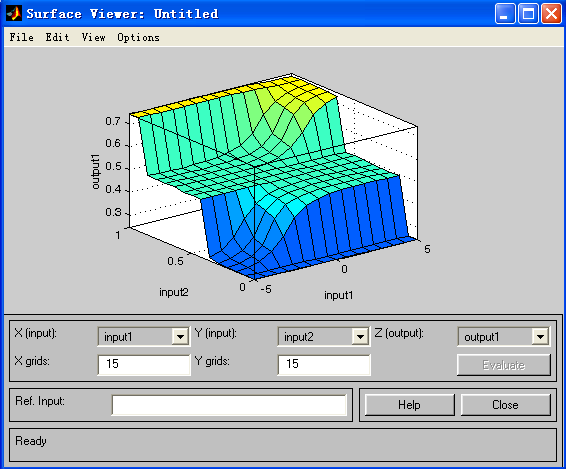 Surface Viewer: Untitled
File Edit View Options
0.7
0.6
0.5
0.4
0.3
output1
1
0.5
0
input2
-5
0
5
input1
X (input): input1 Y (input): input2 Z (output): output1
X grids: 15 Y grids: 15 Evaluate
Ref. Input: Help Close
Ready